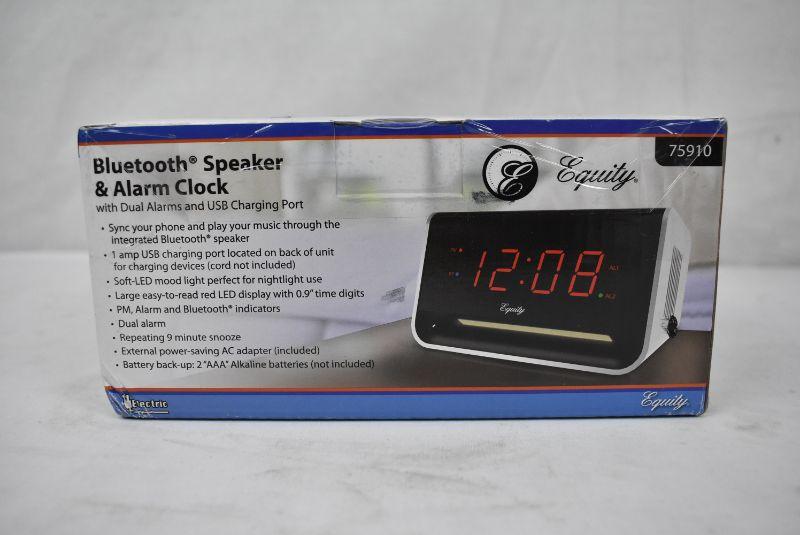 Bluetooth® Speaker
& Alarm Clock
with Dual Alarms and USB Charging Port
• Sync your phone and play your music through the
integrated Bluetooth® speaker
• 1 amp USB charging port located on back of unit
for charging devices (cord not included)
• Soft-LED mood light perfect for nightlight use
• Large easy-to-read red LED display with 0.9" time digits
• PM, Alarm and Bluetooth® indicators
• Dual alarm
• Repeating 9 minute snooze
• External power-saving AC adapter (included)
• Battery back-up: 2 "AAA" Alkaline batteries (not included)
Electric
E Equity®
75910
PM
12:08
AL1
BT
AL2
Equity
Equity